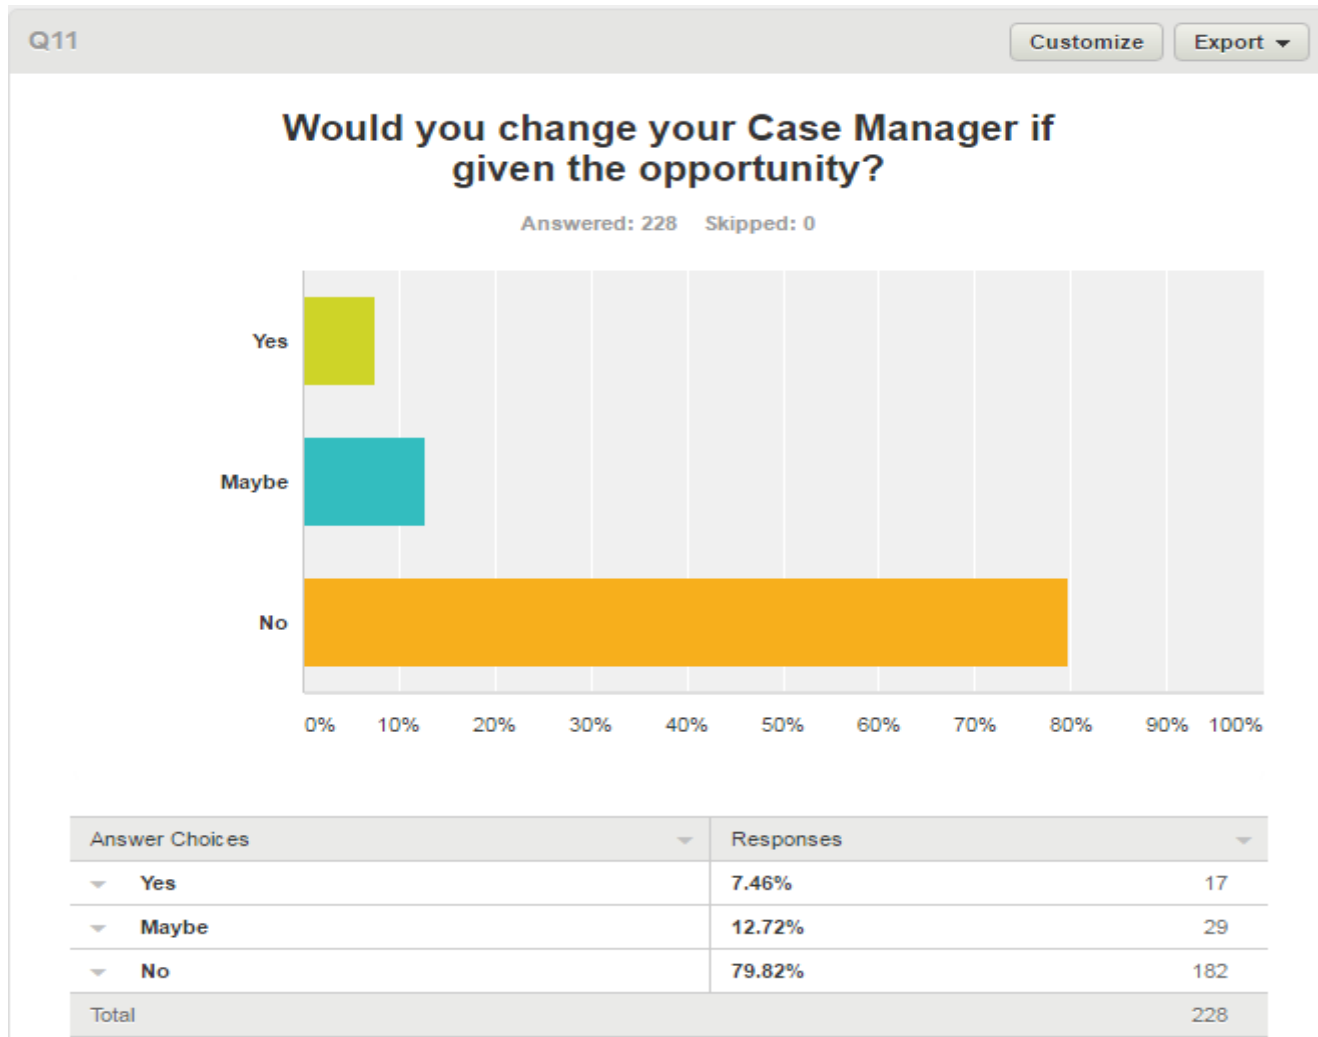 Q11
Customize
Export
Would you change your Case Manager if
given the opportunity?
Answered: 228 Skipped: 0
Yes
Maybe
No
0% 10% 20% 30% 40% 50% 60% 70% 80% 90% 100%
Answer Choices Responses
Yes 7.46% 17
Maybe 12.72% 29
No 79.82% 182
Total 228